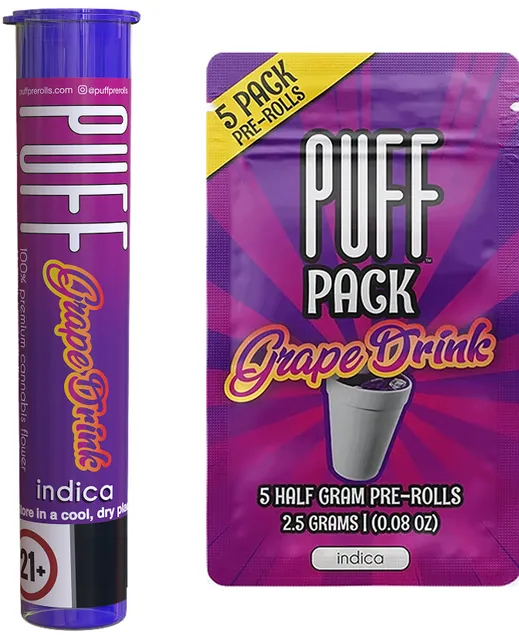 puffprerolls.com @puffprerolls
PUFF
Grape Drink
100% premium cannabis flower
indica
store in a cool, dry
21+
5 PACK
PRE-ROLLS
PUFF
™
PACK
Grape Drink
5 HALF GRAM PRE-ROLLS
2.5 GRAMS | (0.08 OZ)
indica